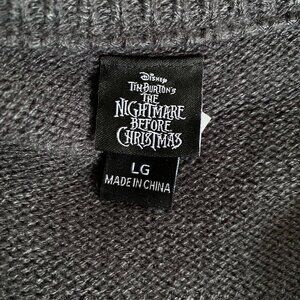 Disney
TIM BURTON'S
THE
NIGHTMARE
BEFORE
CHRISTMAS
LG
MADE IN CHINA